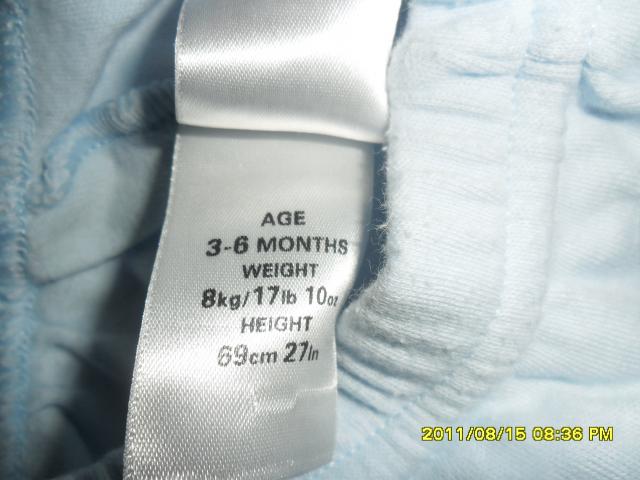 AGE
3-6 MONTHS
WEIGHT
8kg/17lb 10oz
HEIGHT
69cm 27In
2011/08/15 08:36 PM